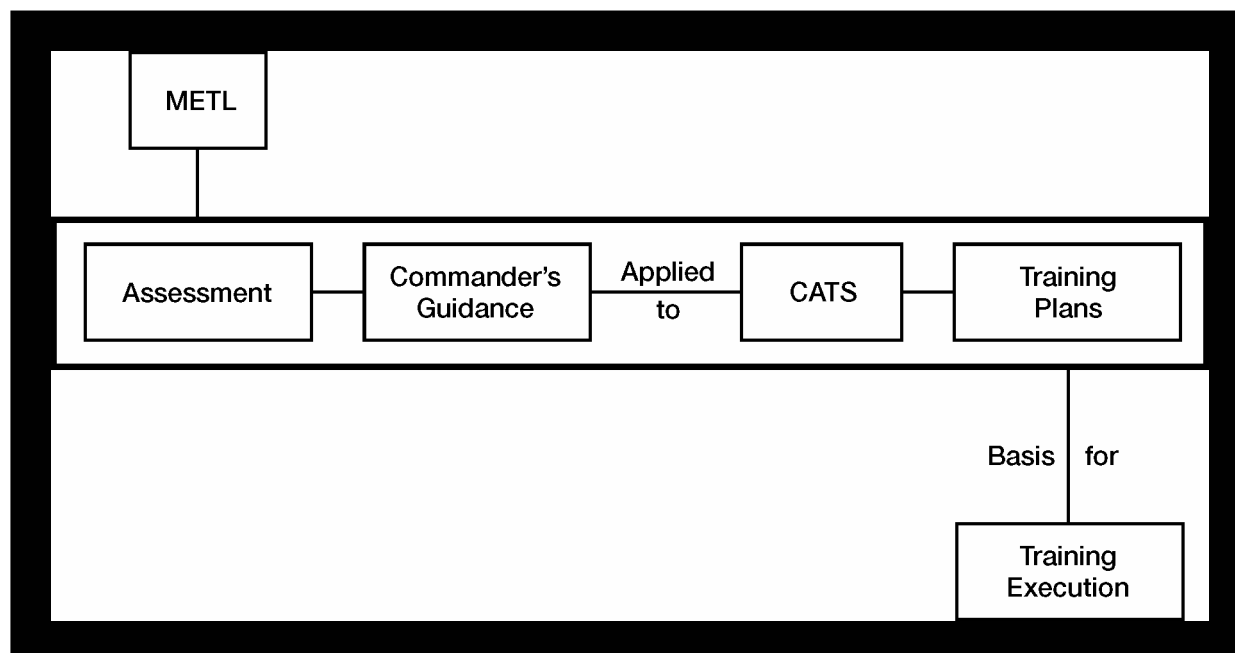 METL
Assessment
Commander's
Guidance
Applied
to
CATS
Training
Plans
Basis for
Training
Execution